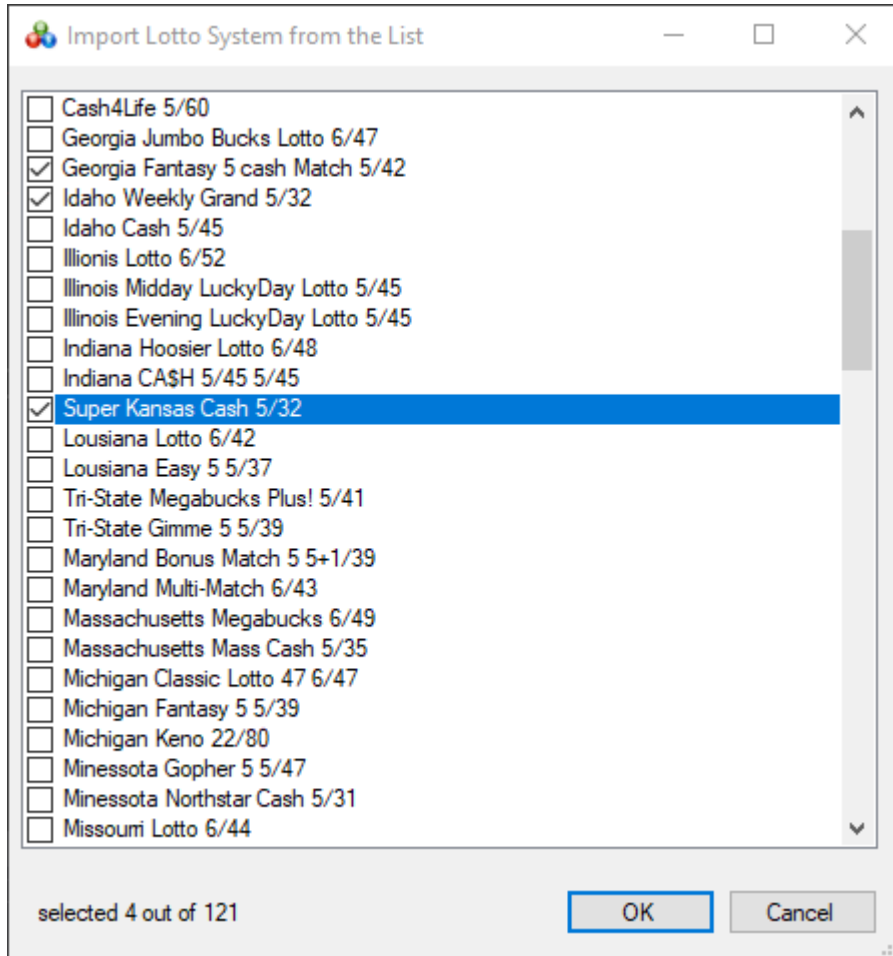 Import Lotto System from the List
Cash4Life 5/60
Georgia Jumbo Bucks Lotto 6/47
Georgia Fantasy 5 cash Match 5/42
Idaho Weekly Grand 5/32
Idaho Cash 5/45
Illionis Lotto 6/52
Illinois Midday LuckyDay Lotto 5/45
Illinois Evening LuckyDay Lotto 5/45
Indiana Hoosier Lotto 6/48
Indiana CA$H 5/45 5/45
Super Kansas Cash 5/32
Lousiana Lotto 6/42
Lousiana Easy 5 5/37
Tri-State Megabucks Plus! 5/41
Tri-State Gimme 5 5/39
Maryland Bonus Match 5 5+1/39
Maryland Multi-Match 6/43
Massachusetts Megabucks 6/49
Massachusetts Mass Cash 5/35
Michigan Classic Lotto 47 6/47
Michigan Fantasy 5 5/39
Michigan Keno 22/80
Minessota Gopher 5 5/47
Minessota Northstar Cash 5/31
Missourri Lotto 6/44
selected 4 out of 121
OK
Cancel